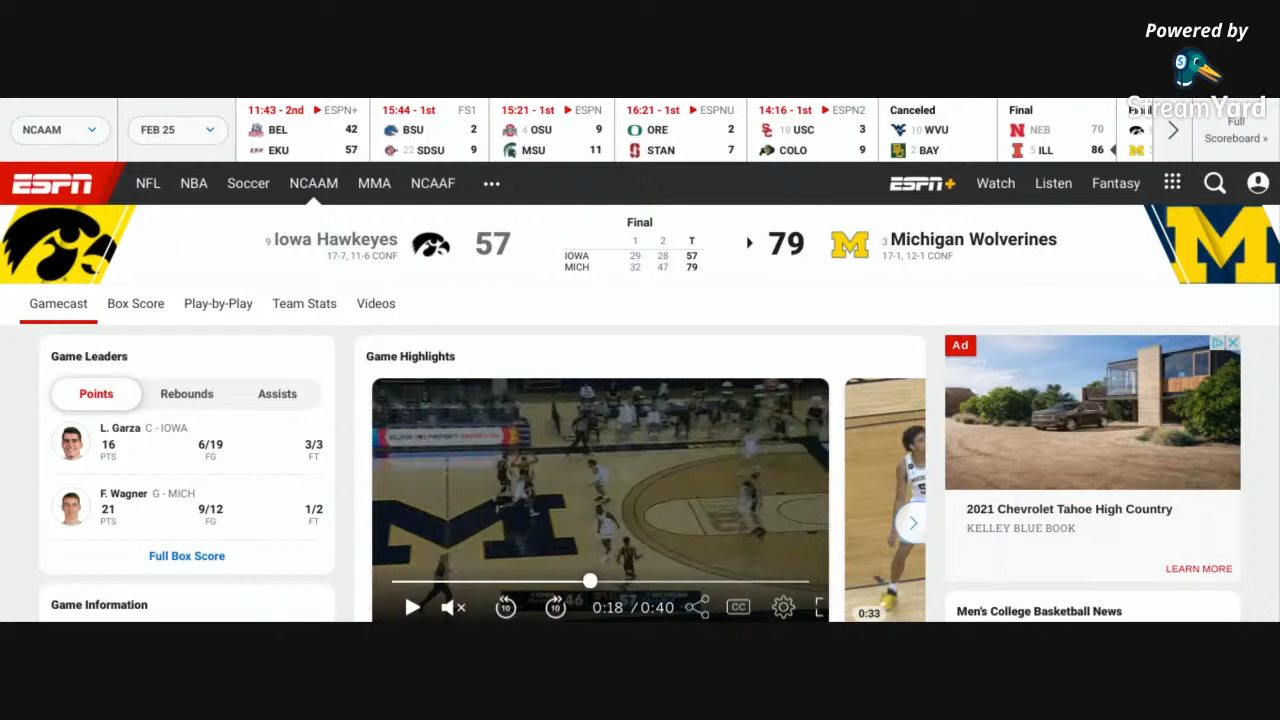 Powered by
StreamYard
NCAAM
FEB 25
11:43 - 2nd ESPN+
BEL 42
EKU 57
15:44 - 1st FS1
BSU 2
22 SDSU 9
15:21 - 1st ESPN
4 OSU 9
MSU 11
16:21 - 1st ESPNU
ORE 2
STAN 7
14:16 - 1st ESPN2
19 USC 3
COLO 9
Canceled
10 WVU
2 BAY
Final
NEB 70
5 ILL 86
Full
Scoreboard »
ESPN NFL NBA Soccer NCAAM MMA NCAAF ESPN+ Watch Listen Fantasy
9 Iowa Hawkeyes
17-7, 11-6 CONF
57
Final
1 2 T
IOWA 29 28 57
MICH 32 47 79
79
3 Michigan Wolverines
17-1, 12-1 CONF
Gamecast Box Score Play-by-Play Team Stats Videos
Game Leaders
Points Rebounds Assists
L. Garza C - IOWA
16 6/19 3/3
PTS FG FT
F. Wagner G - MICH
21 9/12 1/2
PTS FG FT
Full Box Score
Game Information
Game Highlights
0:18 / 0:40
CC
0:33
Ad
2021 Chevrolet Tahoe High Country
KELLEY BLUE BOOK
LEARN MORE
Men's College Basketball News